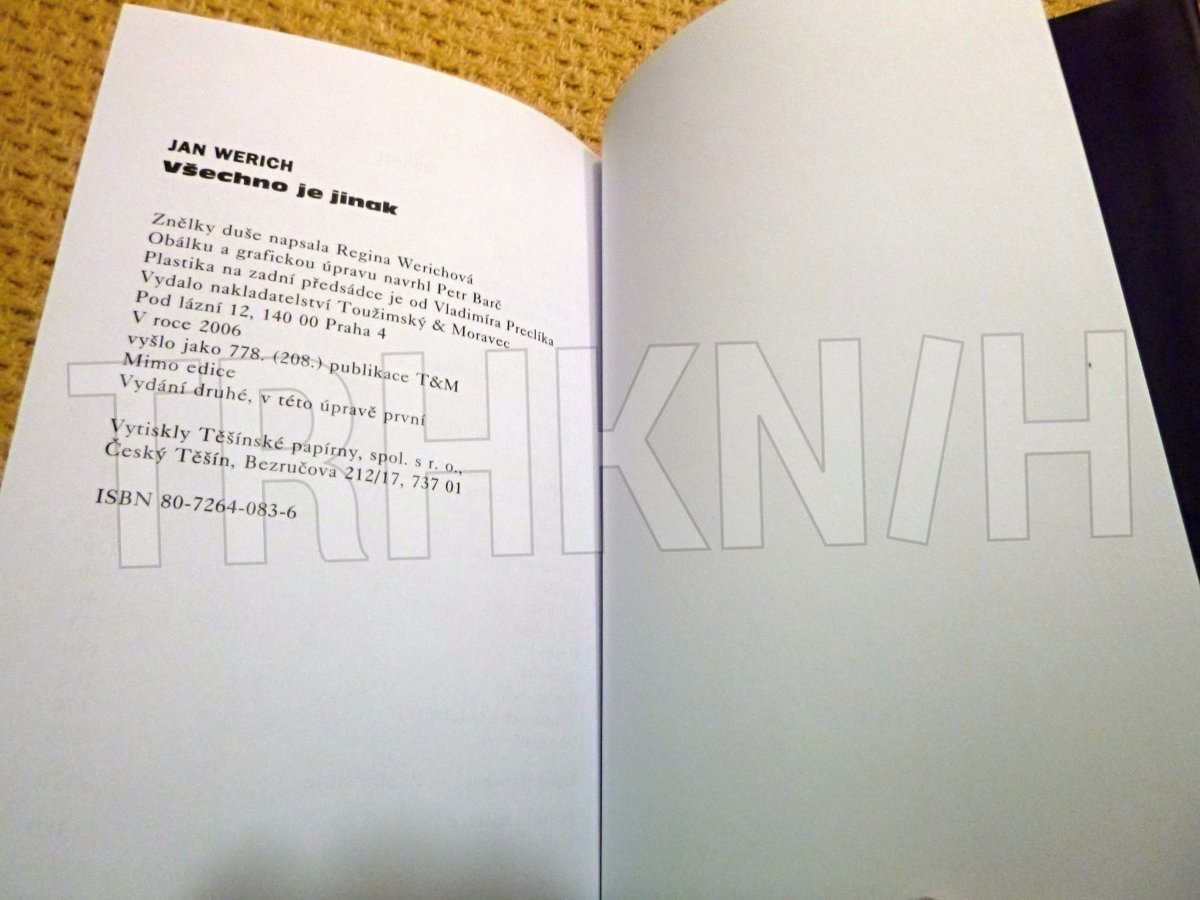 JAN WERICH
Všechno je jinak
Znělky duše napsala Regina Werichová
Obálku a grafickou úpravu navrhl Petr Barč
Plastika na zadní předsádce je od Vladimíra Preclíka
Vydalo nakladatelství Toužimský & Moravec
Pod lázní 12, 140 00 Praha 4
V roce 2006
vyšlo jako 778. (208.) publikace T&M
Mimo edice
Vydání druhé, v této úpravě první
Vytiskly Těšínské papírny, spol. s r. o.,
Český Těšín, Bezručova 212/17, 737 01
ISBN 80-7264-083-6
TRHKN/H